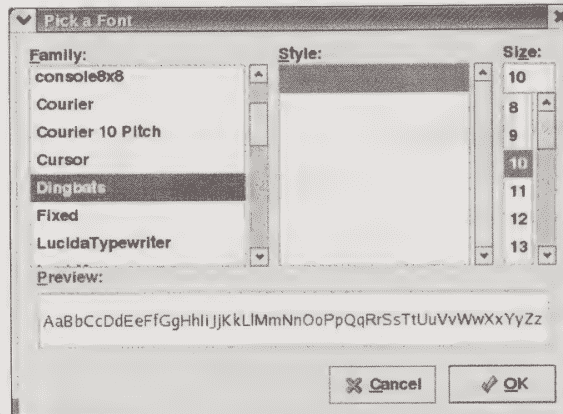 Pick a Font
Family:
Style:
Size:
console8x8
Courier
Courier 10 Pitch
Cursor
Dingbats
Fixed
LucidaTypewriter
10
8
9
10
11
12
13
Preview:
AaBbCcDdEeFfGgHhIiJjKkLlMmNnOoPpQqRrSsTtUuVvWwXxYyZz
Cancel
OK